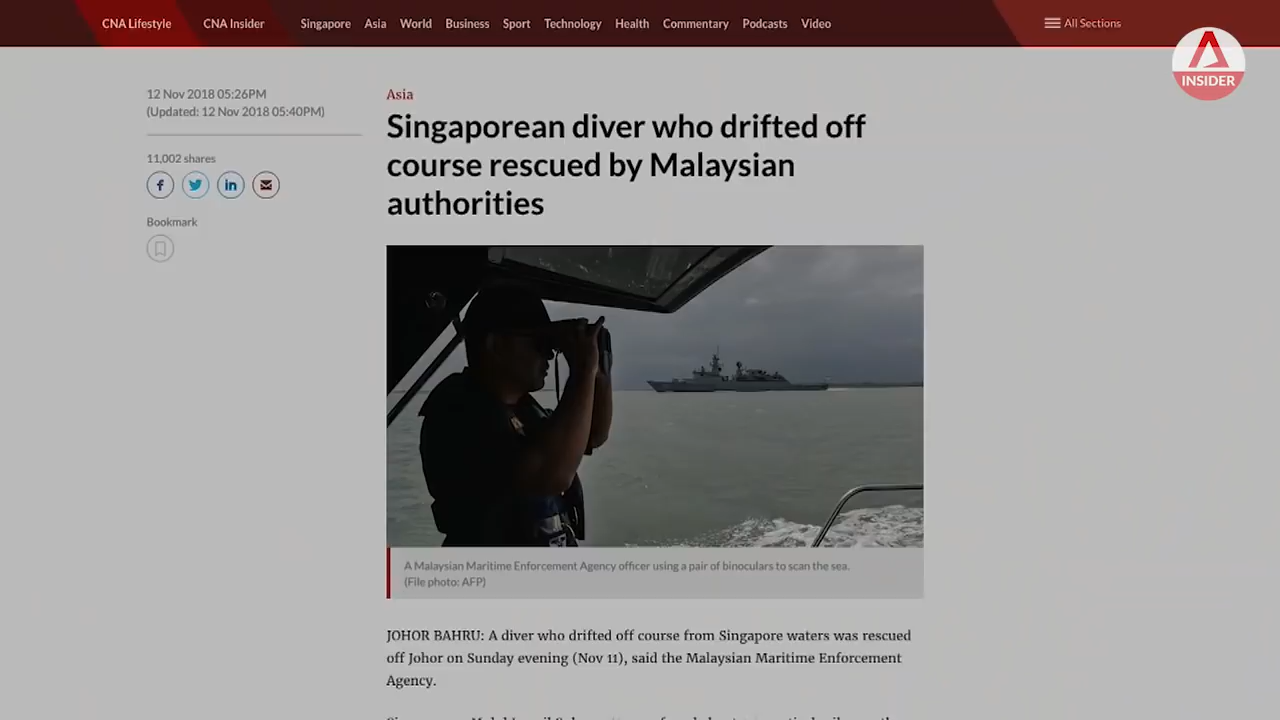 CNA Lifestyle
CNA Insider
Singapore
Asia
World
Business
Sport
Technology
Health
Commentary
Podcasts
Video
All Sections
INSIDER
12 Nov 2018 05:26PM
(Updated: 12 Nov 2018 05:40PM)
11,002 shares
Bookmark
Asia
Singaporean diver who drifted off
course rescued by Malaysian
authorities
A Malaysian Maritime Enforcement Agency officer using a pair of binoculars to scan the sea.
(File photo: AFP)
JOHOR BAHRU: A diver who drifted off course from Singapore waters was rescued
off Johor on Sunday evening (Nov 11), said the Malaysian Maritime Enforcement
Agency.